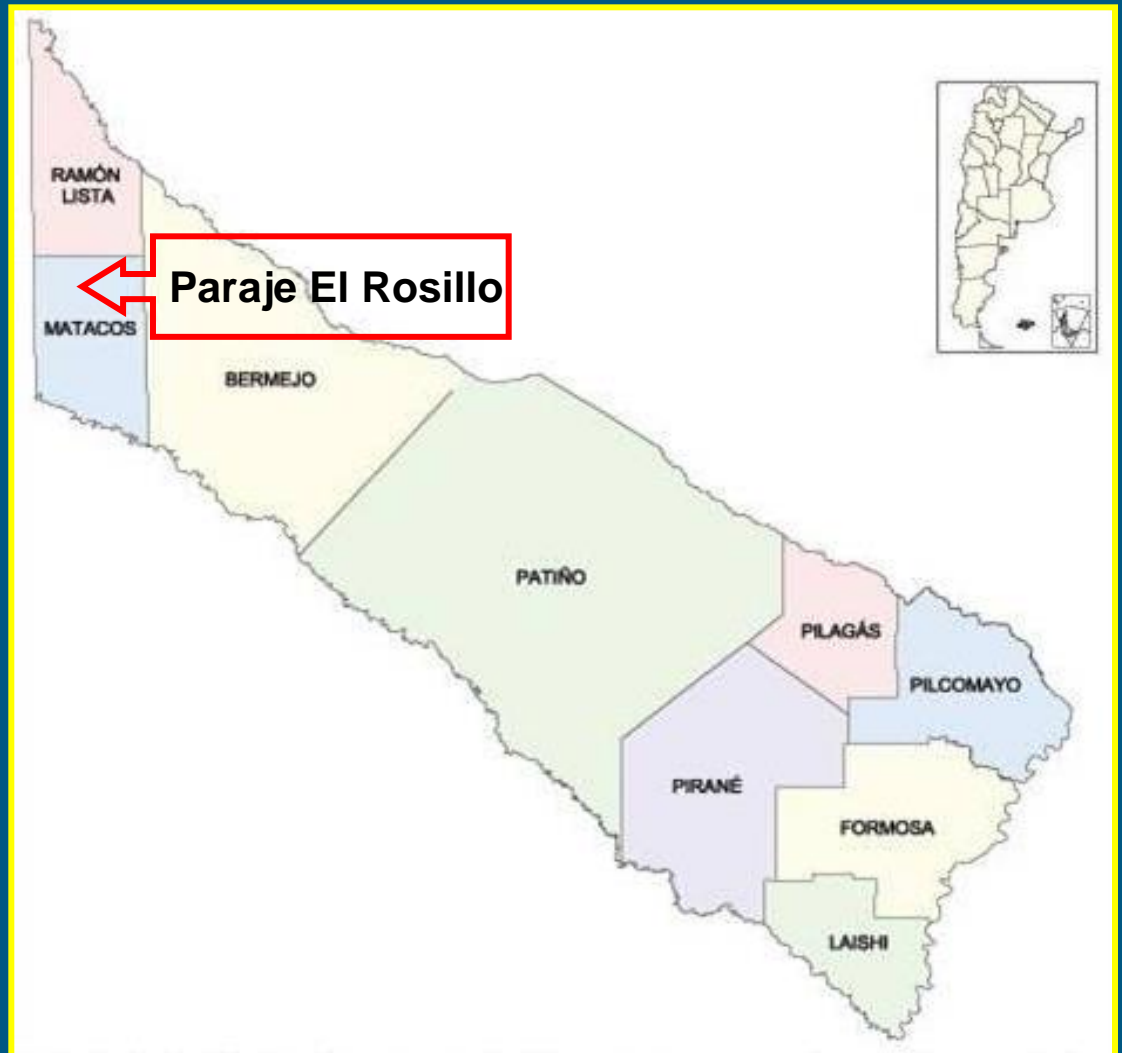 RAMÓN
LISTA
Paraje El Rosillo
MATACOS
BERMEJO
PATIÑO
PILAGÁS
PILCOMAYO
PIRANÉ
FORMOSA
LAISHI